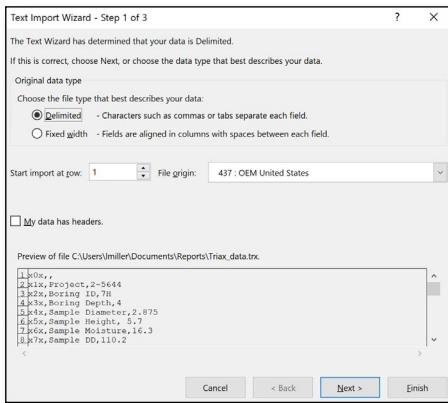 Text Import Wizard - Step 1 of 3 ? ×
The Text Wizard has determined that your data is Delimited.
If this is correct, choose Next, or choose the data type that best describes your data.
Original data type
Choose the file type that best describes your data:
Delimited - Characters such as commas or tabs separate each field.
Fixed width - Fields are aligned in columns with spaces between each field.
Start import at row: 1 File origin: 437 : OEM United States
My data has headers.
Preview of file C:\Users\lmiller\Documents\Reports\Triax_data.trx.
1 x0x,,
2 x1x,Project,2-5644
3 x2x,Boring ID,7H
4 x3x,Boring Depth,4
5 x4x,Sample Diameter,2.875
6 x5x,Sample Height, 5.7
7 x6x,Sample Moisture,16.3
8 x7x,Sample DD,110.2
Cancel < Back Next > Finish